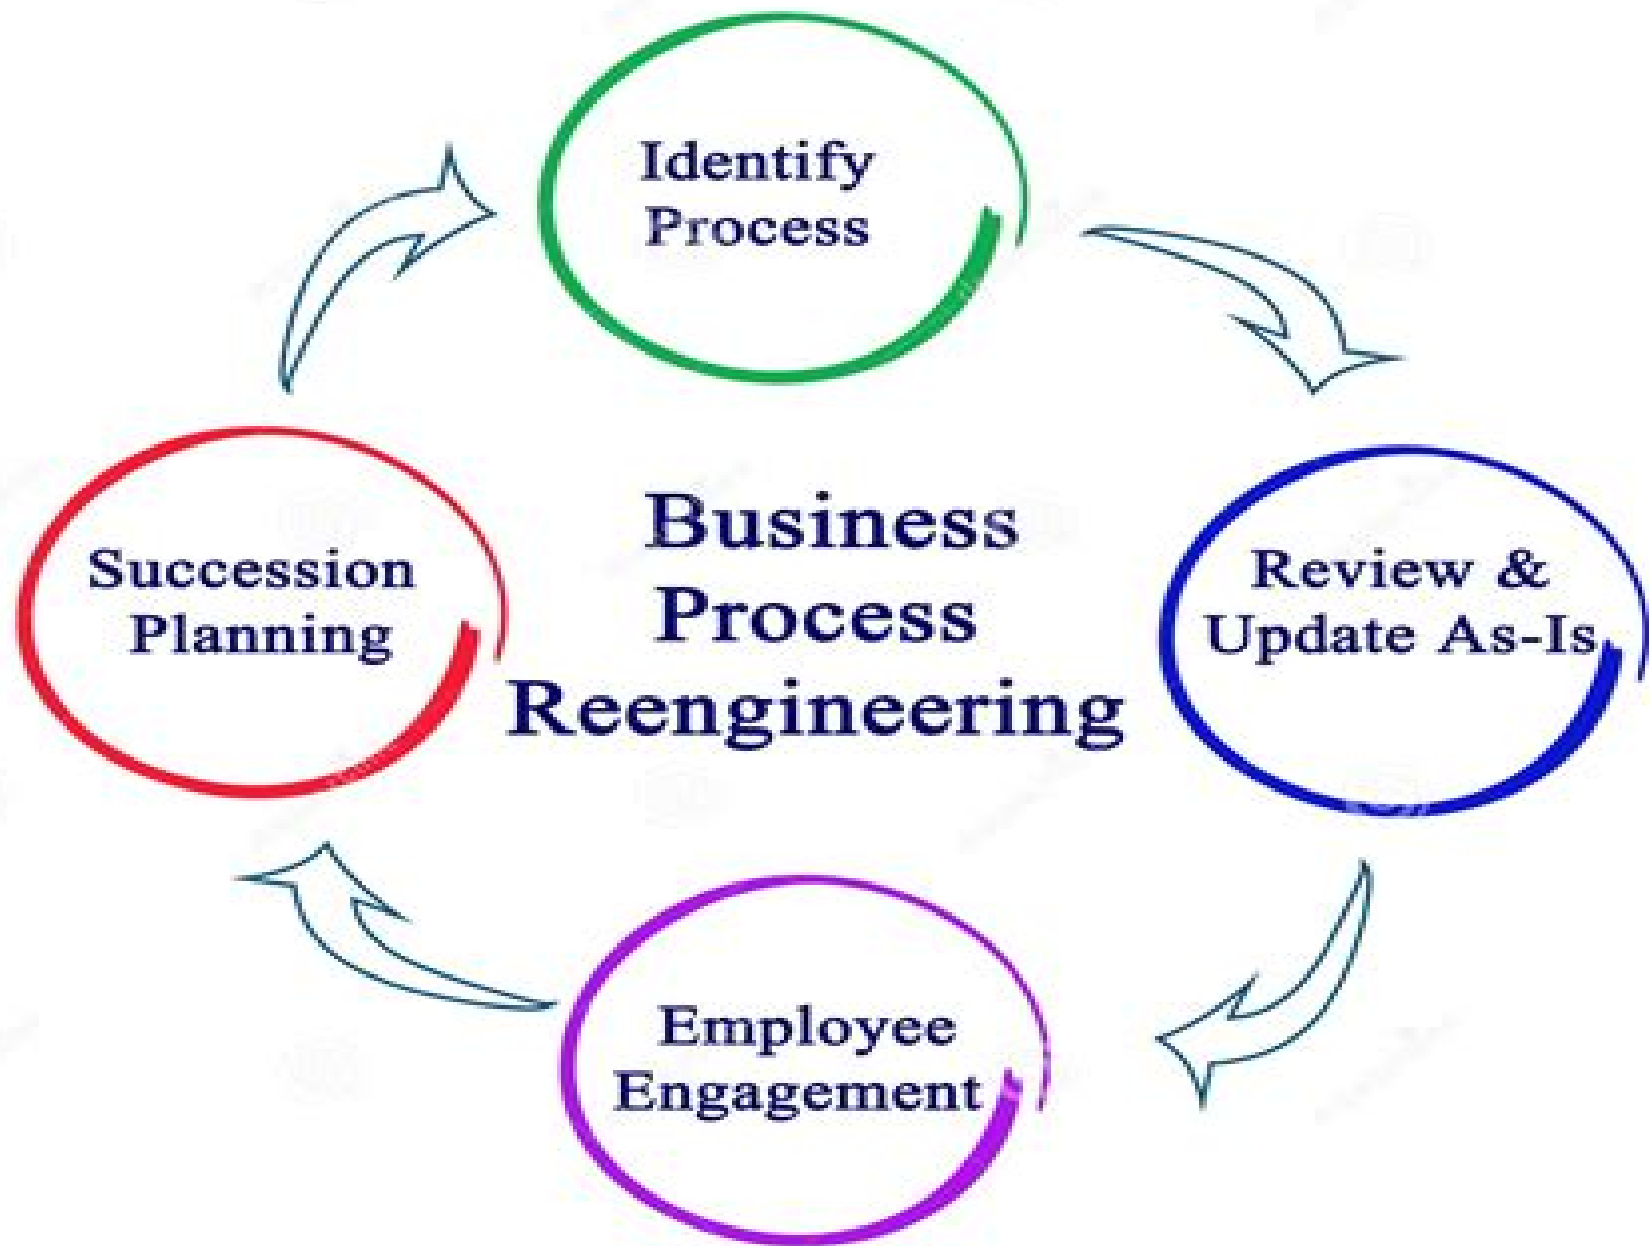 Identify
Process
Business
Process
Reengineering
Succession
Planning
Review &
Update As-Is
Employee
Engagement